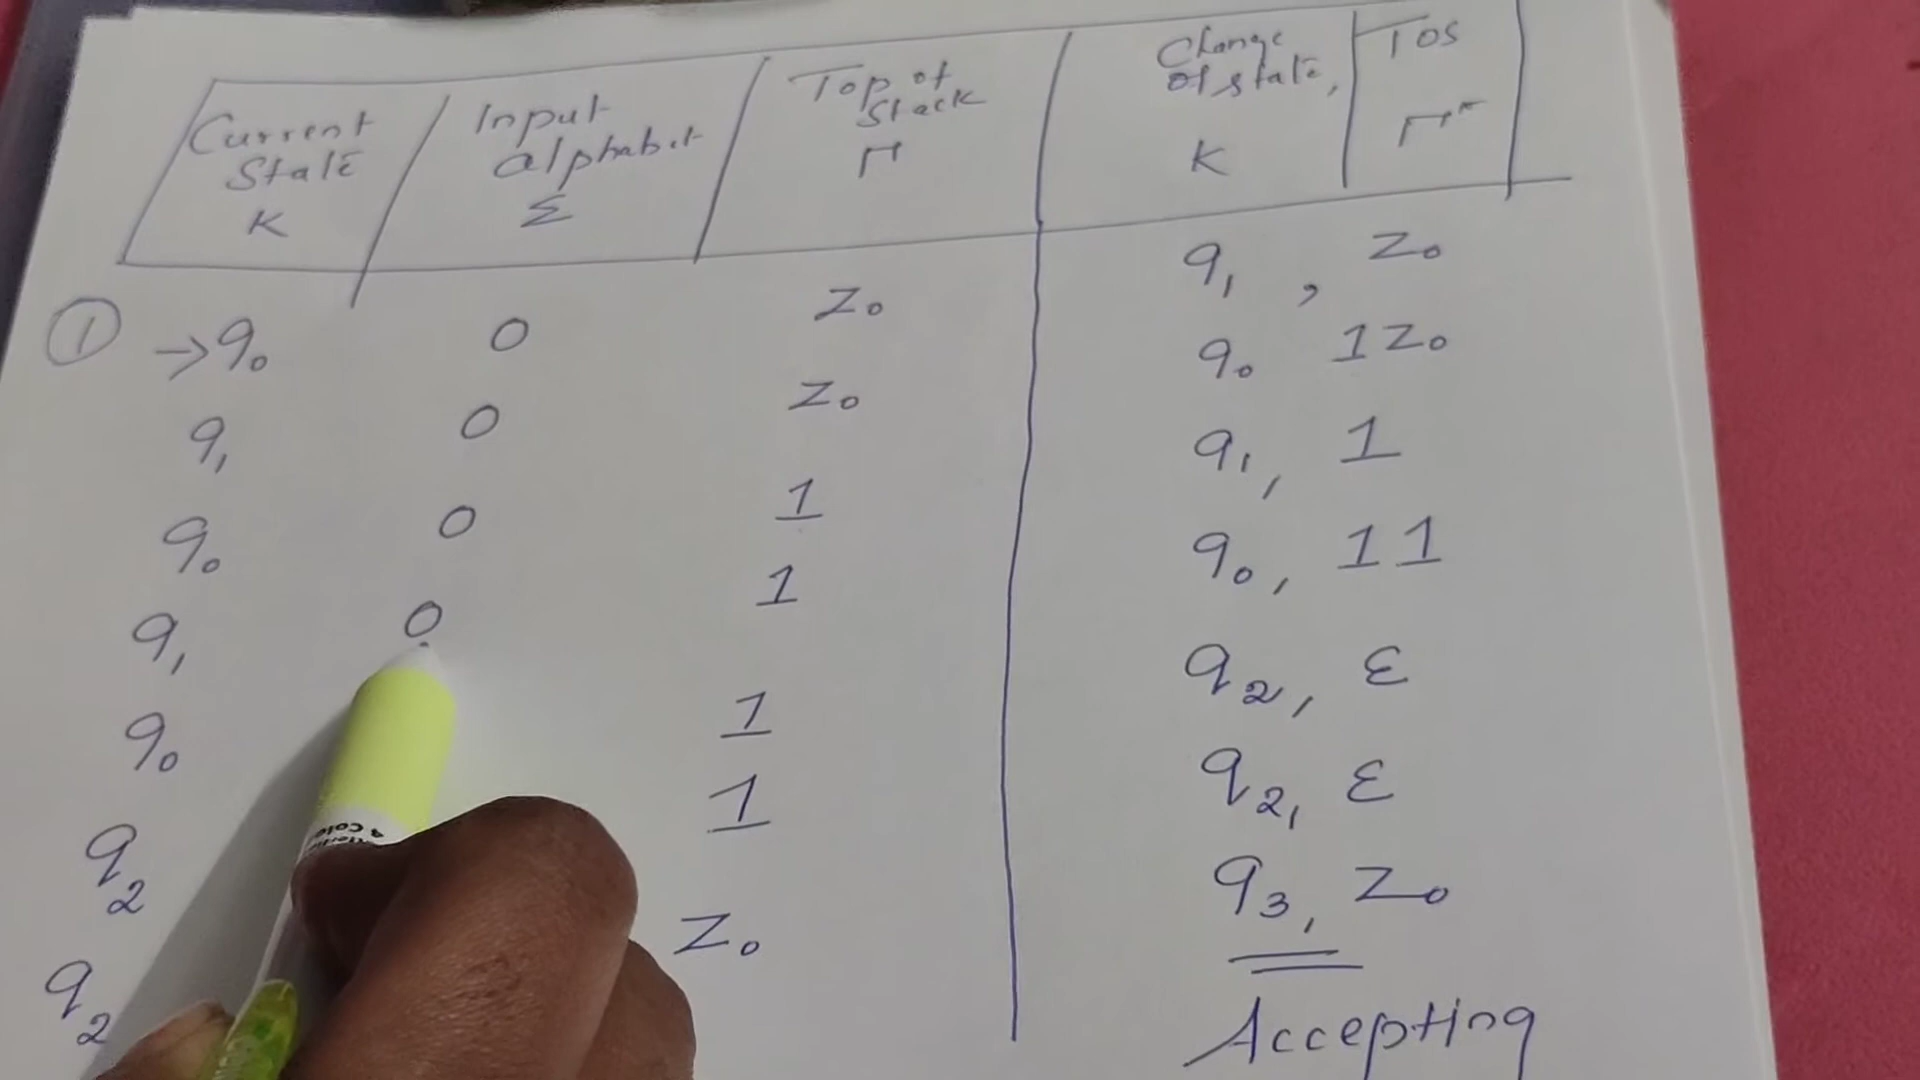 Current State K | Input alphabet Σ | Top of Stack Γ | Change of state, K | TOS Γ*
① →q₀ 0 Z₀ q₁ , Z₀
q₁ 0 Z₀ q₀ 1Z₀
q₀ 0 1 q₁, 1
q₁ 0 1 q₀, 11
q₀ 1 q₂, ε
q₂ 1 q₂, ε
q₂ Z₀ q₃, Z₀
Accepting